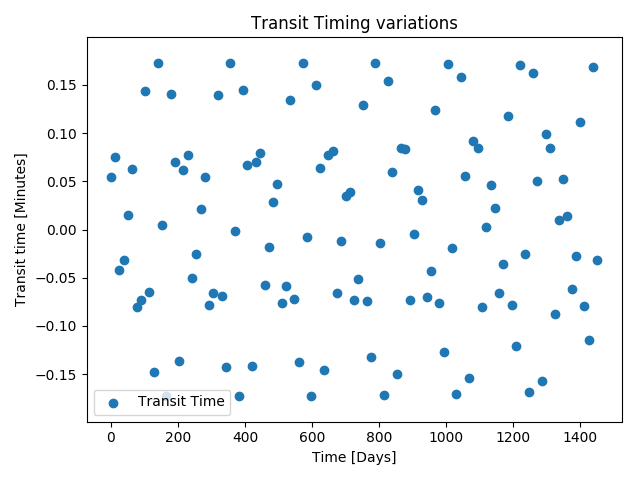 Transit Timing variations
Transit time [Minutes]
0.15
0.10
0.05
0.00
−0.05
−0.10
−0.15
Transit Time
0 200 400 600 800 1000 1200 1400
Time [Days]